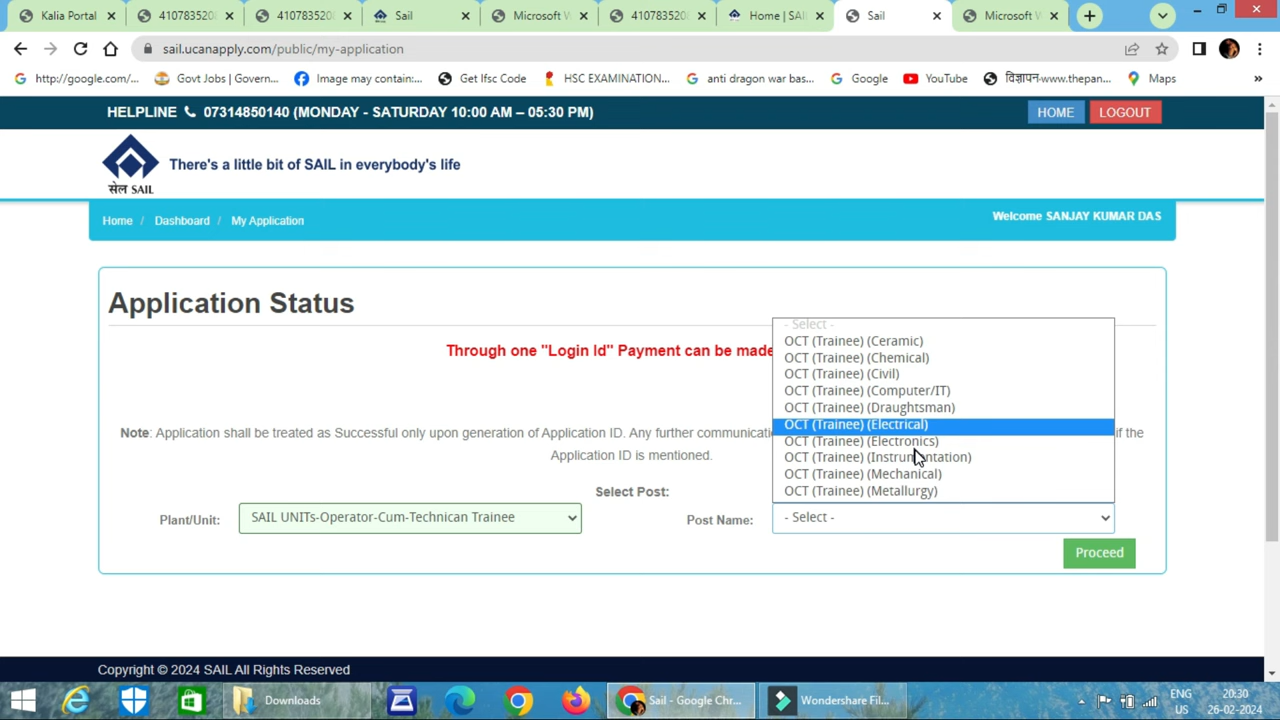 Kalia Portal
4107835208
4107835208
Sail
Microsoft W
4107835208
Home | SAIL
Sail
Microsoft W
sail.ucanapply.com/public/my-application
http://google.com/...
Govt Jobs | Govern...
Image may contain:...
Get Ifsc Code
HSC EXAMINATION...
anti dragon war bas...
Google
YouTube
विज्ञापन-www.thepan...
Maps
»
HELPLINE 07314850140 (MONDAY - SATURDAY 10:00 AM – 05:30 PM)
HOME
LOGOUT
सेल SAIL
There's a little bit of SAIL in everybody's life
Home / Dashboard / My Application
Welcome SANJAY KUMAR DAS
Application Status
Through one "Login Id" Payment can be made
- Select -
OCT (Trainee) (Ceramic)
OCT (Trainee) (Chemical)
OCT (Trainee) (Civil)
OCT (Trainee) (Computer/IT)
OCT (Trainee) (Draughtsman)
OCT (Trainee) (Electrical)
OCT (Trainee) (Electronics)
OCT (Trainee) (Instrumentation)
OCT (Trainee) (Mechanical)
OCT (Trainee) (Metallurgy)
Note: Application shall be treated as Successful only upon generation of Application ID. Any further communicati if the
Application ID is mentioned.
Select Post:
Plant/Unit:
SAIL UNITs-Operator-Cum-Technican Trainee
Post Name:
- Select -
Proceed
Copyright © 2024 SAIL All Rights Reserved
Downloads
Sail - Google Chr...
Wondershare Fil...
ENG
US
20:30
26-02-2024